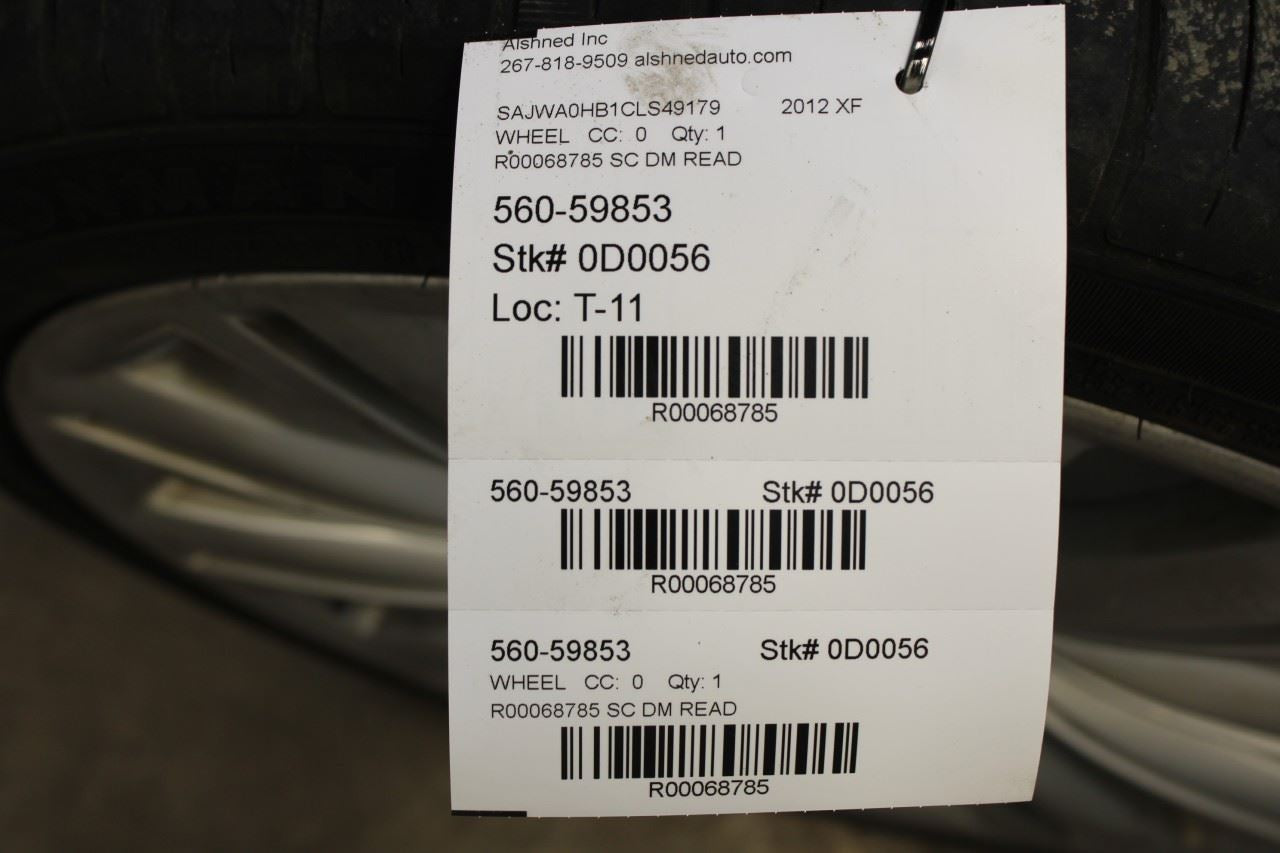 Alshned Inc
267-818-9509 alshnedauto.com
SAJWA0HB1CLS49179 2012 XF
WHEEL CC: 0 Qty: 1
R00068785 SC DM READ
560-59853
Stk# 0D0056
Loc: T-11
R00068785
560-59853 Stk# 0D0056
R00068785
560-59853 Stk# 0D0056
WHEEL CC: 0 Qty: 1
R00068785 SC DM READ
R00068785